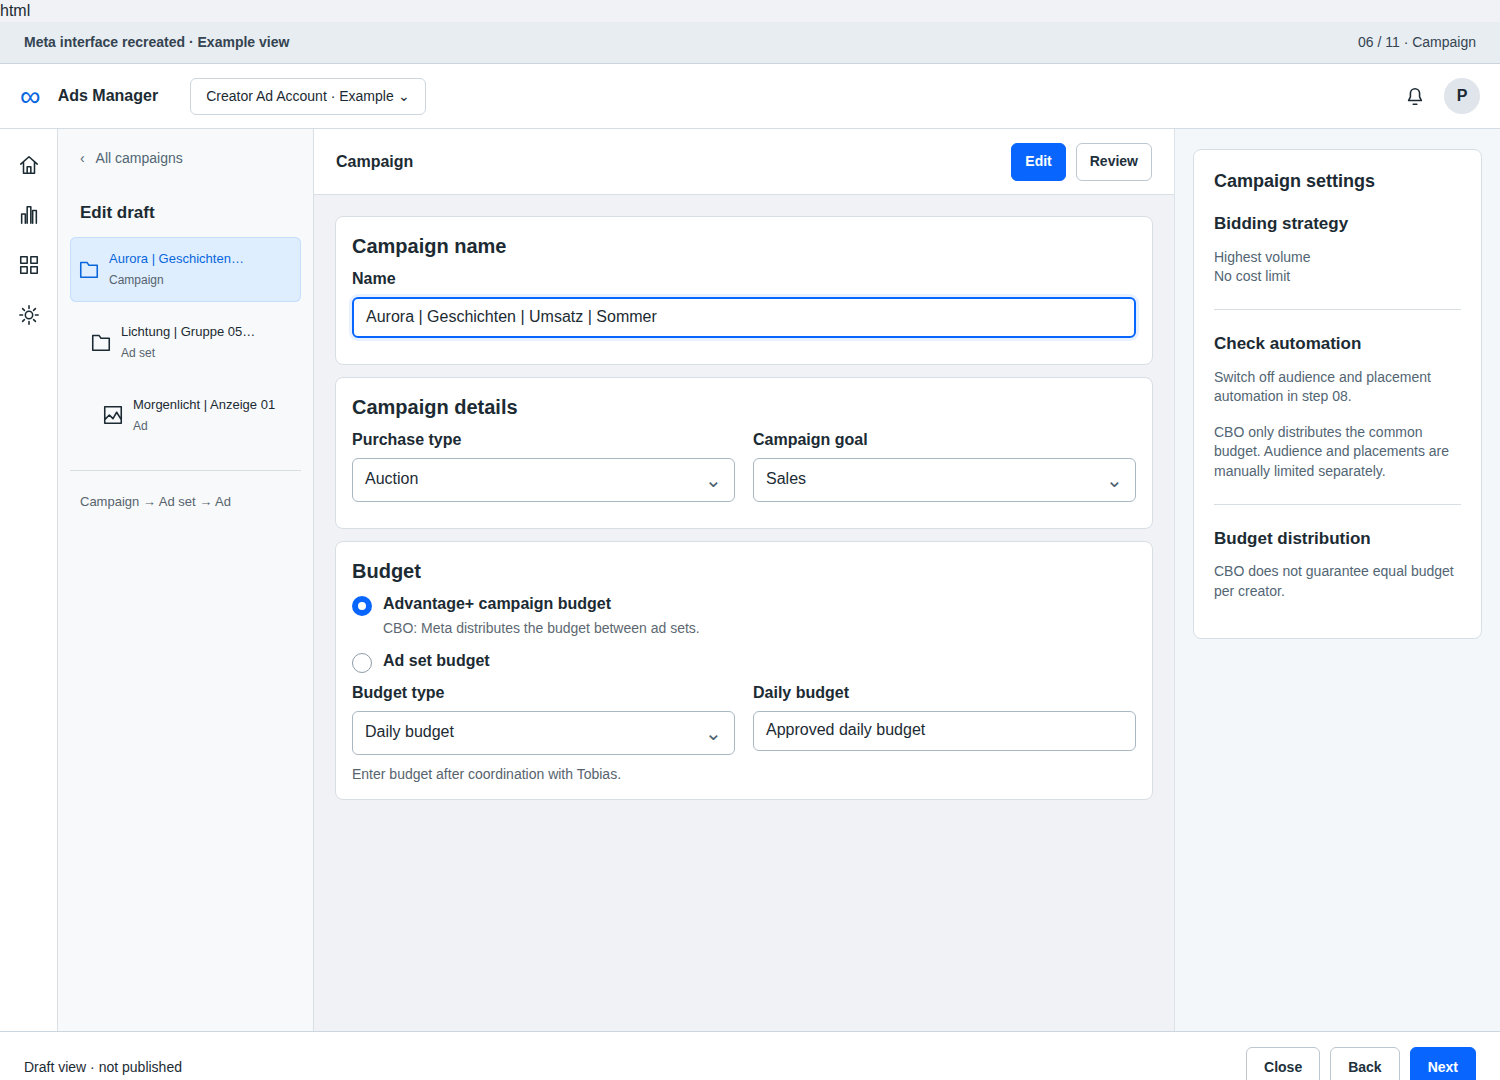 html
Meta interface recreated · Example view
06 / 11 · Campaign
Ads Manager
Creator Ad Account · Example
P
‹ All campaigns
Edit draft
Aurora | Geschichten…
Campaign
Lichtung | Gruppe 05…
Ad set
Morgenlicht | Anzeige 01
Ad
Campaign → Ad set → Ad
Campaign
Edit
Review
Campaign name
Name
Aurora | Geschichten | Umsatz | Sommer
Campaign details
Purchase type
Campaign goal
Auction
Sales
Budget
Advantage+ campaign budget
CBO: Meta distributes the budget between ad sets.
Ad set budget
Budget type
Daily budget
Daily budget
Approved daily budget
Enter budget after coordination with Tobias.
Campaign settings
Bidding strategy
Highest volume
No cost limit
Check automation
Switch off audience and placement
automation in step 08.
CBO only distributes the common
budget. Audience and placements are
manually limited separately.
Budget distribution
CBO does not guarantee equal budget
per creator.
Draft view · not published
Close
Back
Next